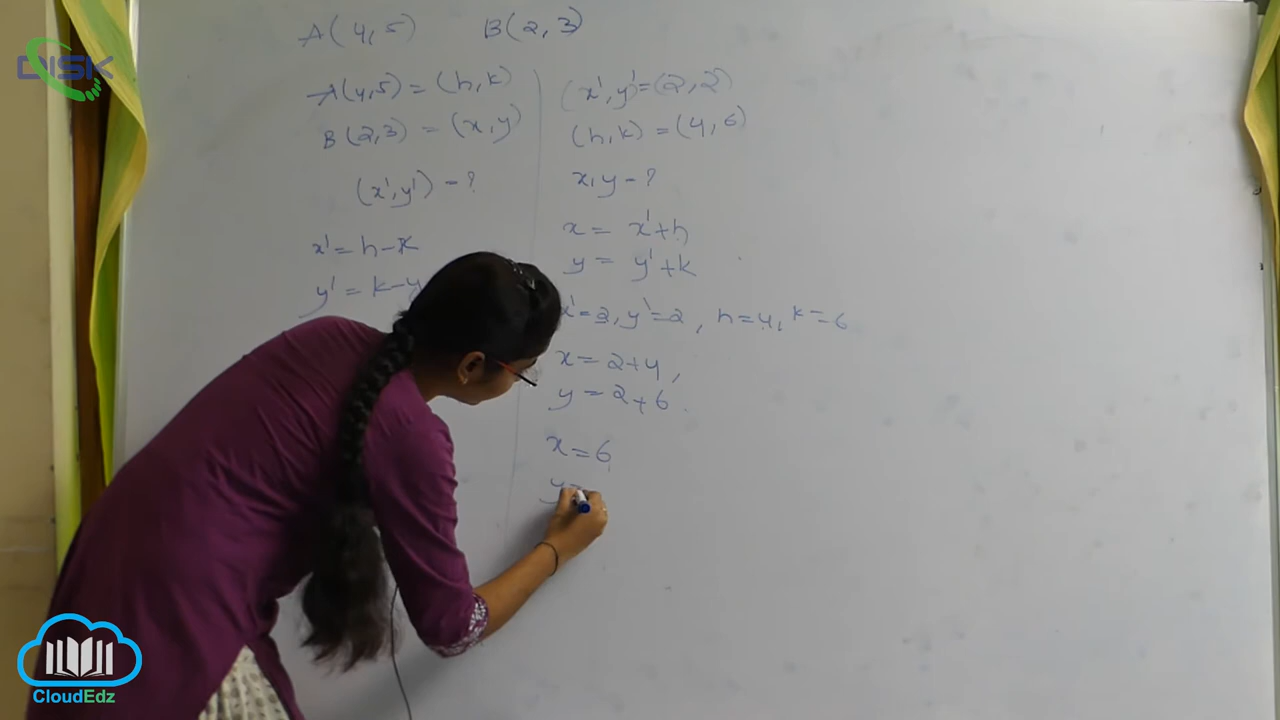 DISK
A(4,5) B(2,3)
A(4,5) = (h,k)
B(2,3) = (x,y)
(x',y') - ?
x' = h-x
y' = k-y
(x',y') = (2,2)
(h,k) = (4,6)
x,y - ?
x = x'+h
y = y'+k
x'=2, y'=2, h=4, k=6
x = 2+4,
y = 2+6.
x = 6
y =
CloudEdz